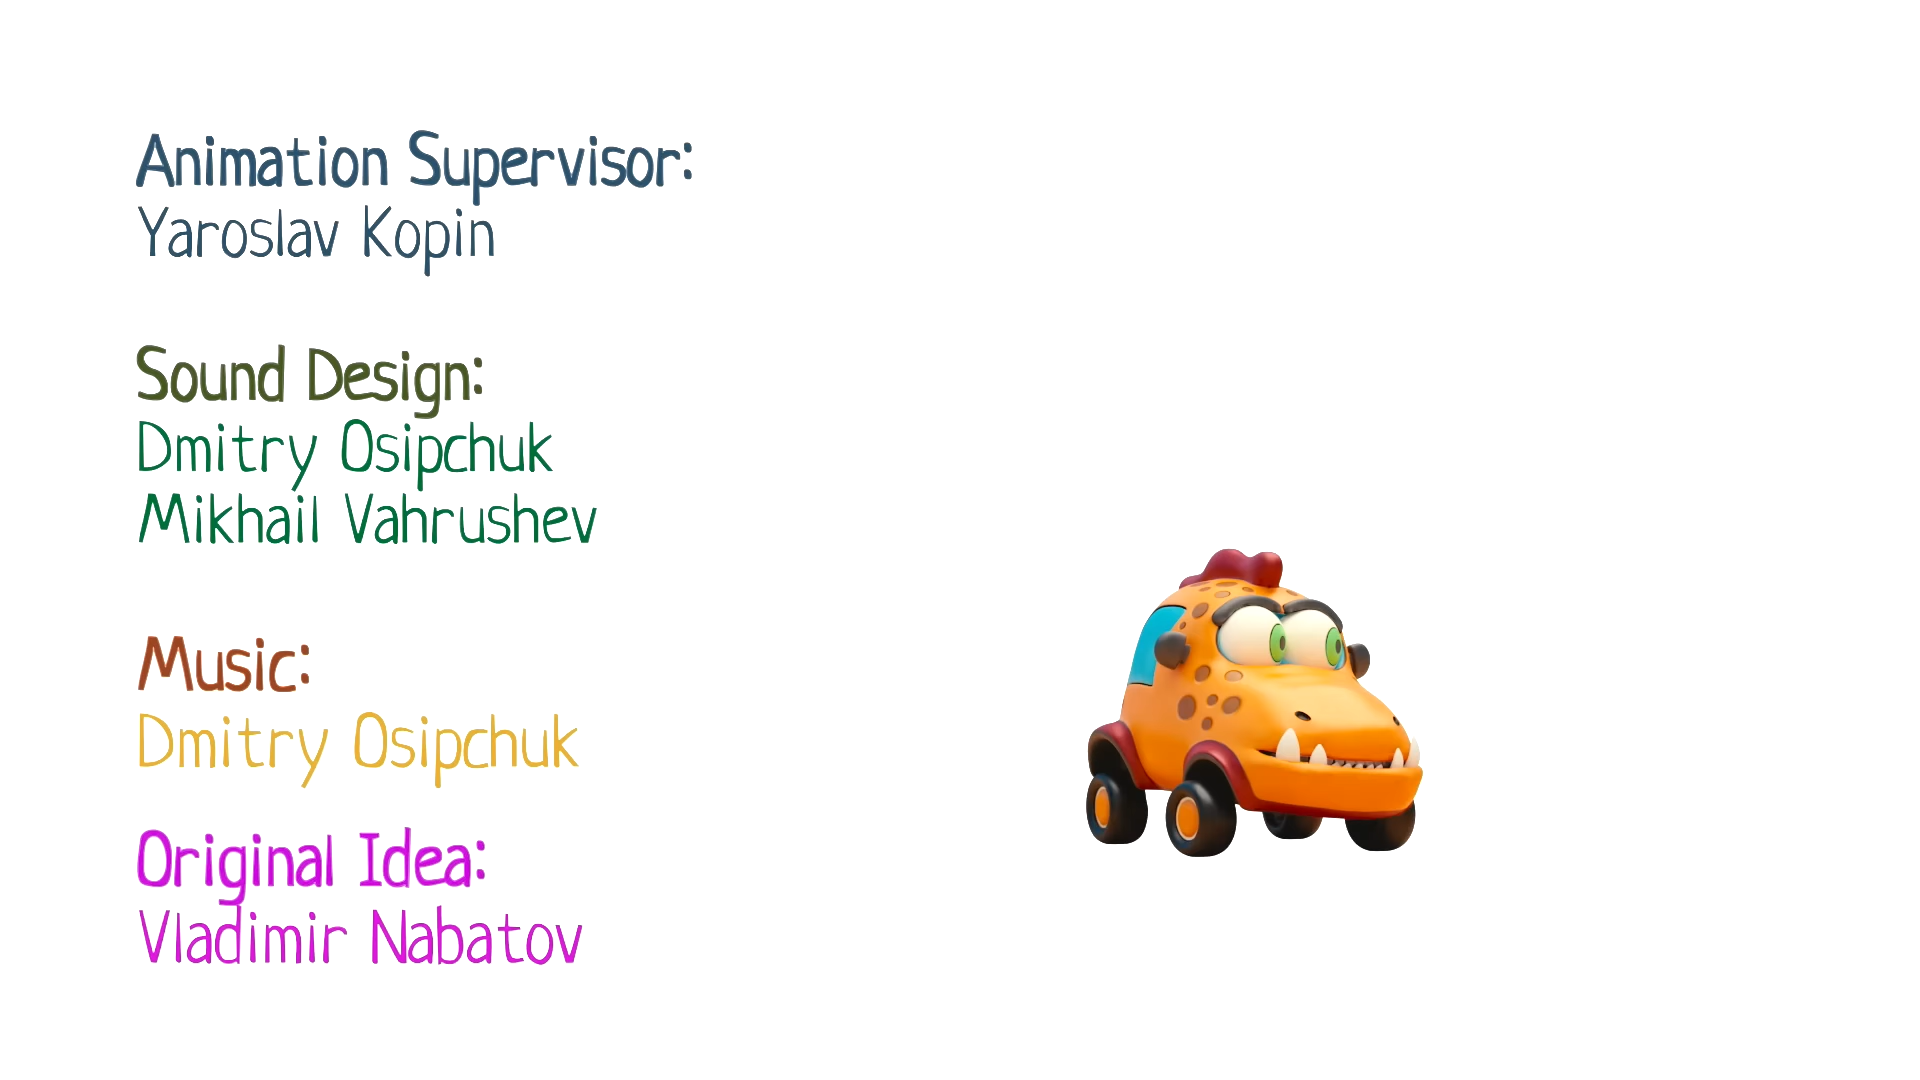 Animation Supervisor:
Yaroslav Kopin
Sound Design:
Dmitry Osipchuk
Mikhail Vahrushev
Music:
Dmitry Osipchuk
Original Idea:
Vladimir Nabatov